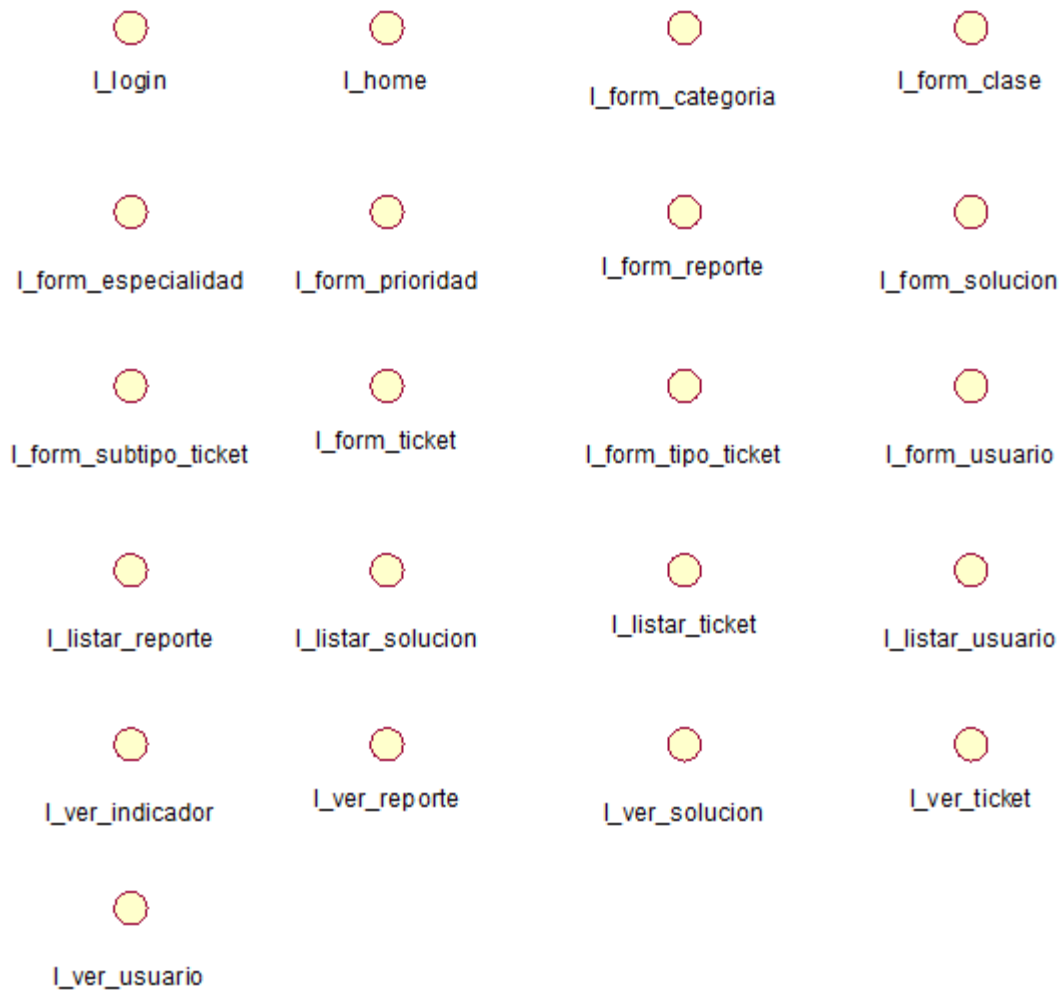 I_login
I_home
I_form_categoria
I_form_clase
I_form_especialidad
I_form_prioridad
I_form_reporte
I_form_solucion
I_form_subtipo_ticket
I_form_ticket
I_form_tipo_ticket
I_form_usuario
I_listar_reporte
I_listar_solucion
I_listar_ticket
I_listar_usuario
I_ver_indicador
I_ver_reporte
I_ver_solucion
I_ver_ticket
I_ver_usuario